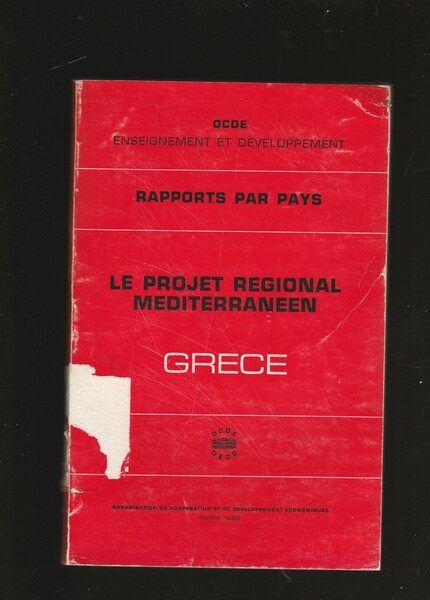 OCDE
ENSEIGNEMENT ET DEVELOPPEMENT
RAPPORTS PAR PAYS
LE PROJET REGIONAL
MEDITERRANEEN
GRECE
OCDE
OECD
ORGANISATION DE COOPERATION ET DE DEVELOPPEMENT ECONOMIQUES
PARIS